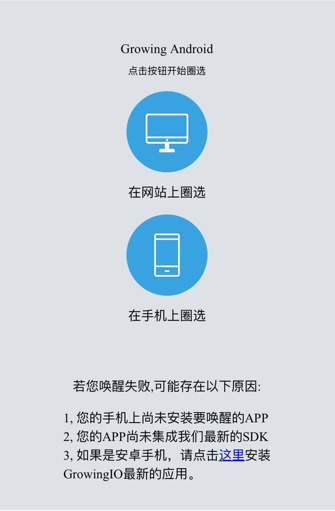 Growing Android
点击按钮开始圈选
在网站上圈选
在手机上圈选
若您唤醒失败,可能存在以下原因:
1, 您的手机上尚未安装要唤醒的APP
2, 您的APP尚未集成我们最新的SDK
3, 如果是安卓手机，请点击这里安装
GrowingIO最新的应用。